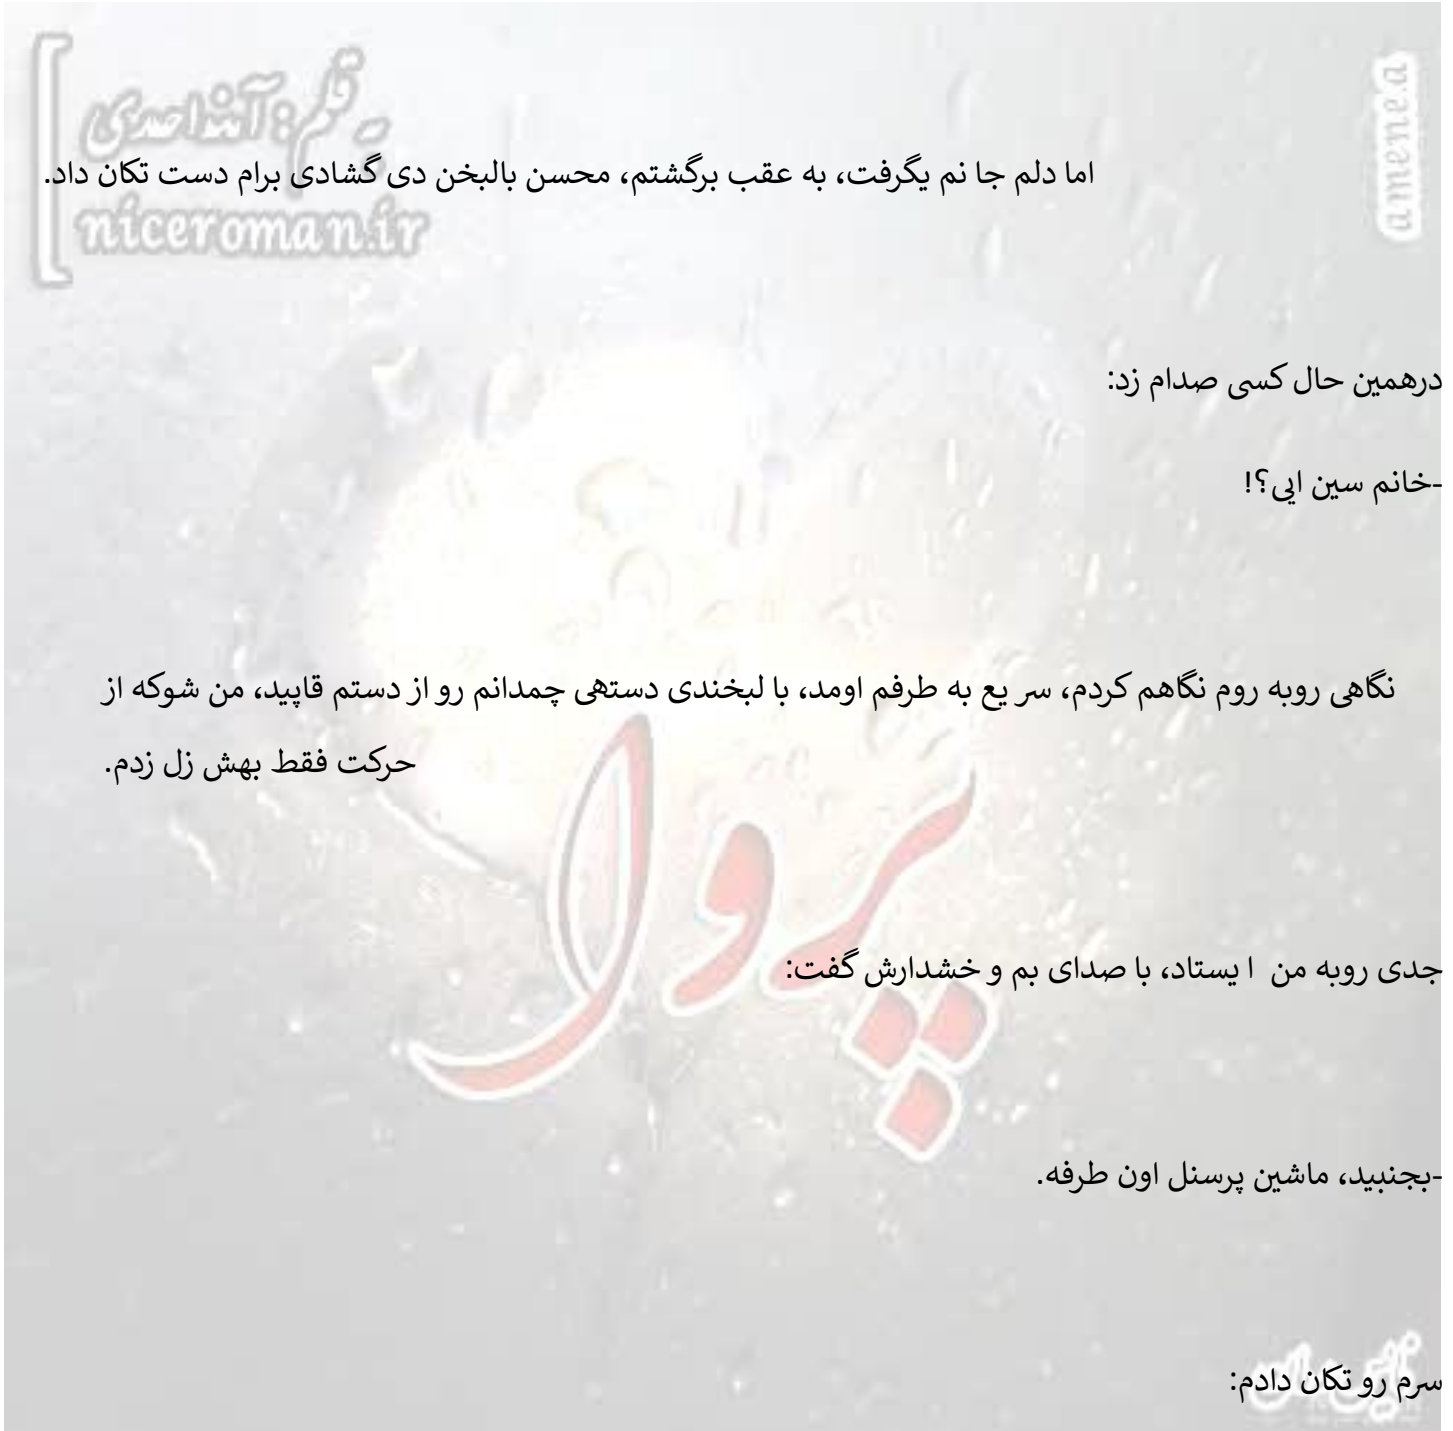 قلم: آمنه احمدی
niceroman.ir
amene.a
اما دلم جا نم یگرفت، به عقب برگشتم، محسن بالبخن دی گشادی برام دست تکان داد.
درهمین حال کسی صدام زد:
-خانم سین ایی؟!
نگاهی روبه روم نگاهم کردم، سر یع به طرفم اومد، با لبخندی دستهی چمدانم رو از دستم قاپید، من شوکه از
حرکت فقط بهش زل زدم.
پروا
جدی روبه من ا یستاد، با صدای بم و خشدارش گفت:
-بجنبید، ماشین پرسنل اون طرفه.
سرم رو تکان دادم: